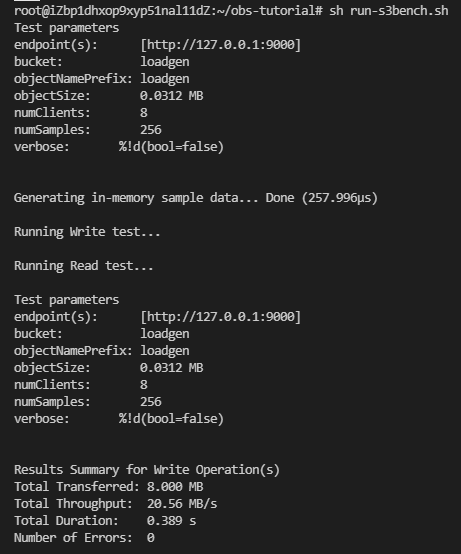 root@iZbp1dhxop9xyp51nal11dZ:~/obs-tutorial# sh run-s3bench.sh
Test parameters
endpoint(s):      [http://127.0.0.1:9000]
bucket:           loadgen
objectNamePrefix: loadgen
objectSize:       0.0312 MB
numClients:       8
numSamples:       256
verbose:       %!d(bool=false)
Generating in-memory sample data... Done (257.996µs)
Running Write test...
Running Read test...
Test parameters
endpoint(s):      [http://127.0.0.1:9000]
bucket:           loadgen
objectNamePrefix: loadgen
objectSize:       0.0312 MB
numClients:       8
numSamples:       256
verbose:       %!d(bool=false)
Results Summary for Write Operation(s)
Total Transferred: 8.000 MB
Total Throughput:  20.56 MB/s
Total Duration:    0.389 s
Number of Errors:  0